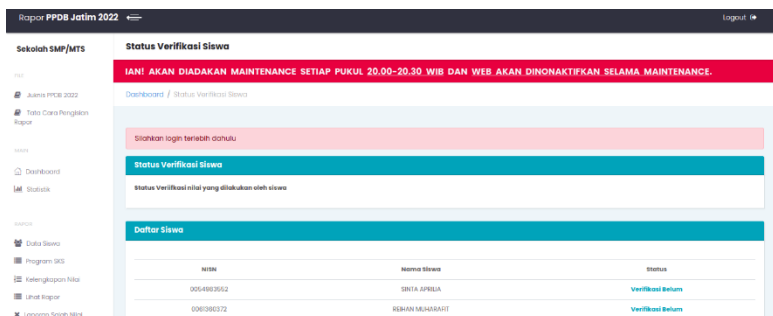 Rapor PPDB Jatim 2022
Logout
Sekolah SMP/MTS
Status Verifikasi Siswa
IAN! AKAN DIADAKAN MAINTENANCE SETIAP PUKUL 20.00-20.30 WIB DAN WEB AKAN DINONAKTIFKAN SELAMA MAINTENANCE.
Juknis PPDB 2022
Tata Cara Pengisian
Rapor
Dashboard / Status Verifikasi Siswa
Silahkan login terlebih dahulu
Dashboard
Statistik
Status Verifikasi Siswa
Status Verifikasi nilai yang dilakukan oleh siswa
Data Siswa
Program SKS
Kelengkapan Nilai
Lihat Rapor
Laporan Salah Nilai
Daftar Siswa
NISN Nama Siswa Status
0054983552 SINTA APRILIA Verifikasi Belum
0061360372 REIHAN MUHARAFIT Verifikasi Belum